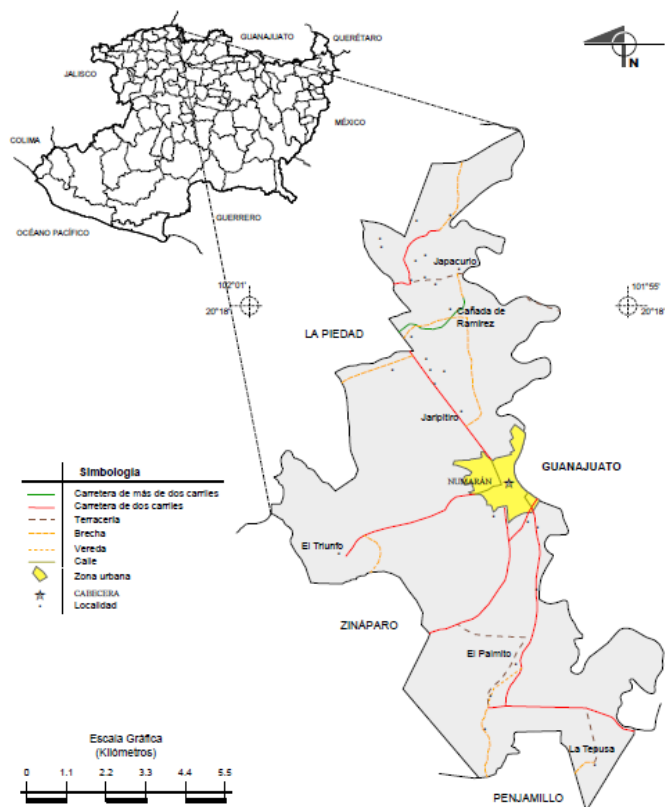 GUANAJUATO
QUERÉTARO
JALISCO
MÉXICO
COLIMA
GUERRERO
OCÉANO PACÍFICO
N
102°01'
20°18'
101°55'
20°18'
Japacurio
Cañada de
Ramirez
LA PIEDAD
Jaripitiro
GUANAJUATO
NUMARÁN
El Triunfo
ZINÁPARO
El Palmito
La Tepusa
PENJAMILLO
Simbología
Carretera de más de dos carriles
Carretera de dos carriles
Terracería
Brecha
Vereda
Calle
Zona urbana
CABECERA
Localidad
Escala Gráfica
(Kilómetros)
0 1.1 2.2 3.3 4.4 5.5